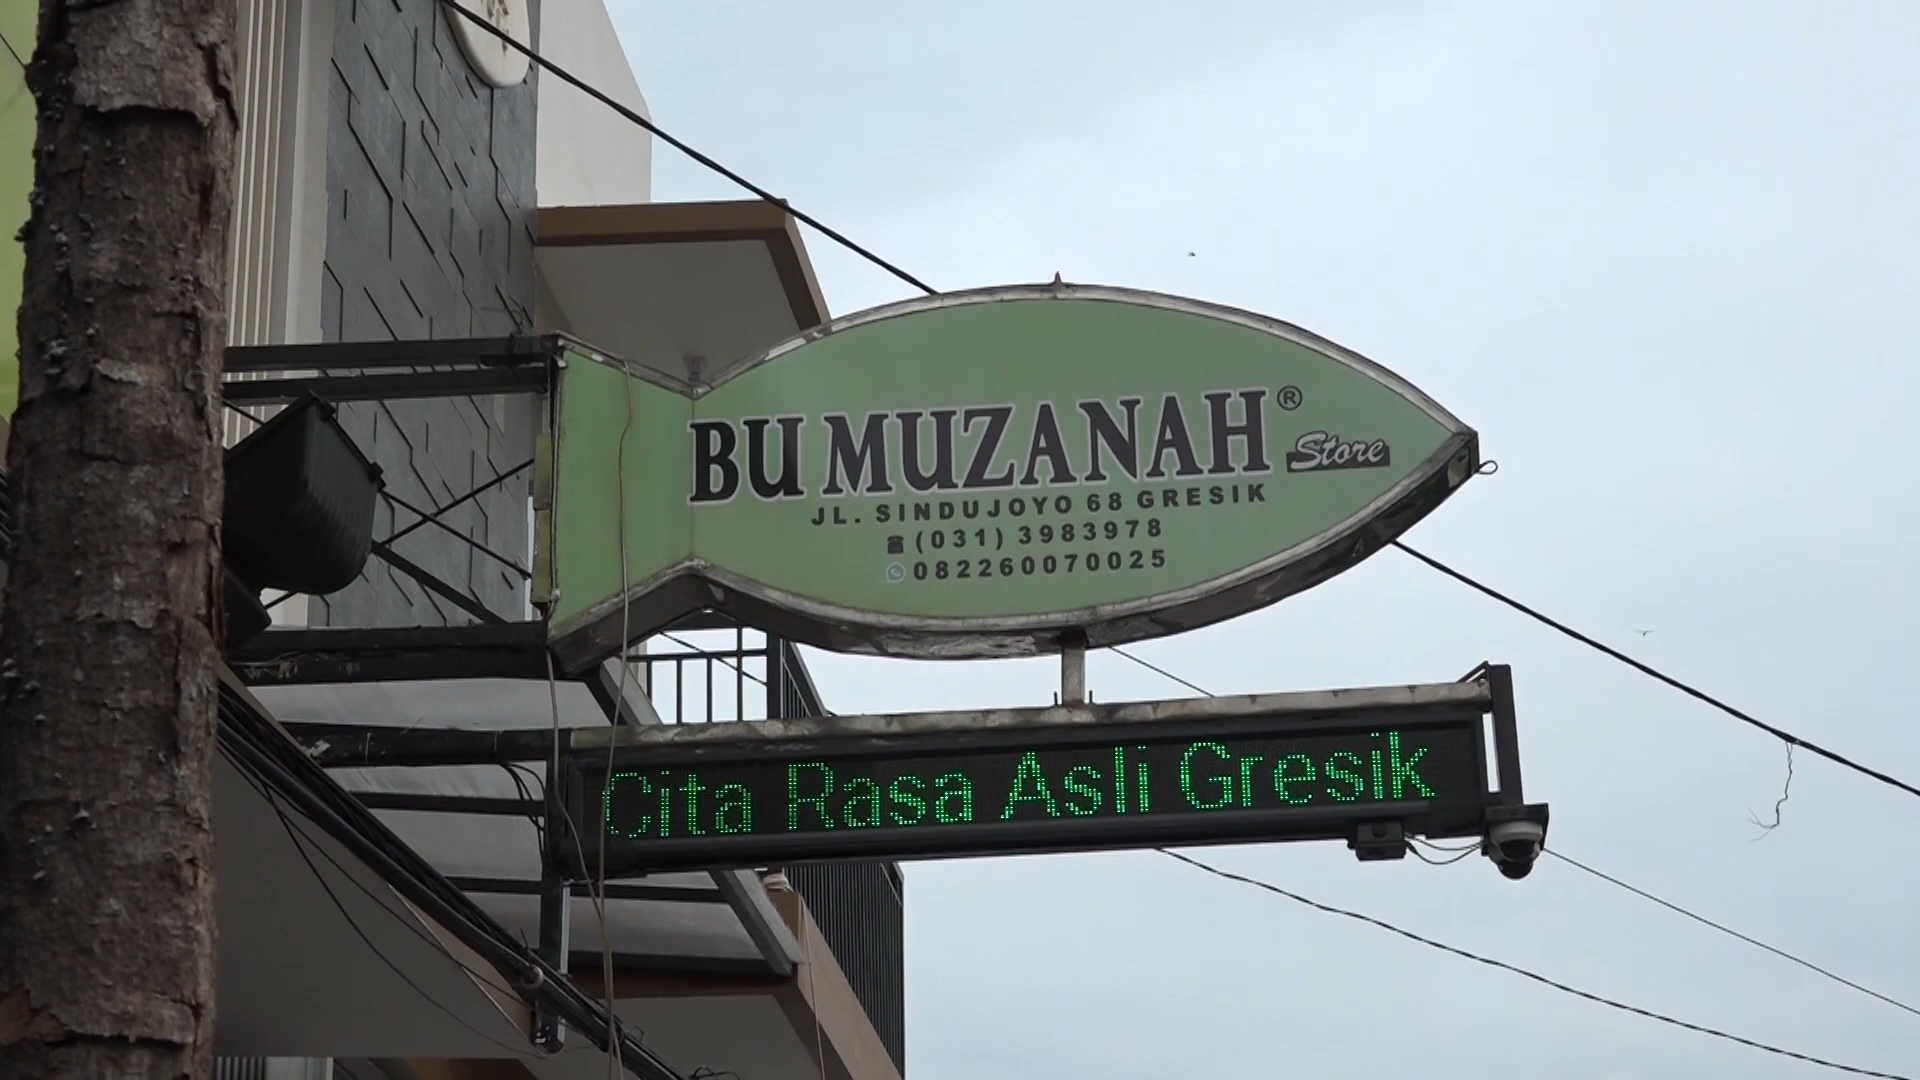 BU MUZANAH® Store
JL. SINDUJOYO 68 GRESIK
(031) 3983978
082260070025
Cita Rasa Asli Gresik